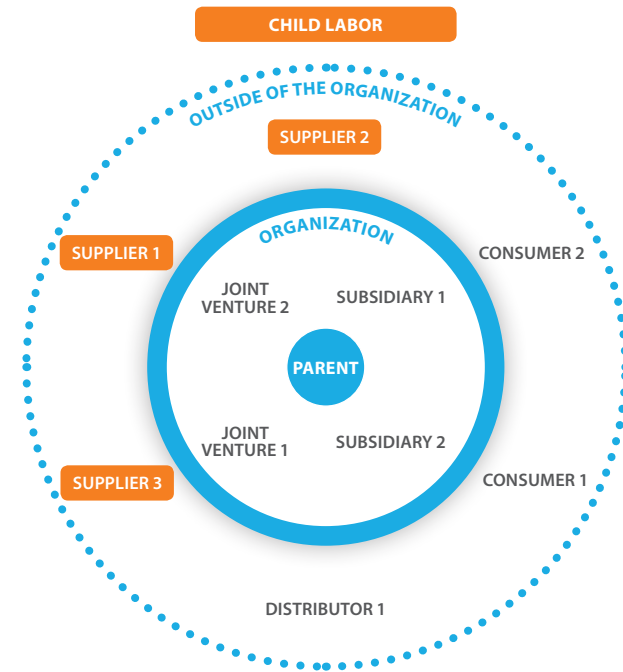 CHILD LABOR
OUTSIDE OF THE ORGANIZATION
SUPPLIER 2
ORGANIZATION
SUPPLIER 1
CONSUMER 2
JOINT
VENTURE 2
SUBSIDIARY 1
PARENT
JOINT
VENTURE 1
SUBSIDIARY 2
SUPPLIER 3
CONSUMER 1
DISTRIBUTOR 1